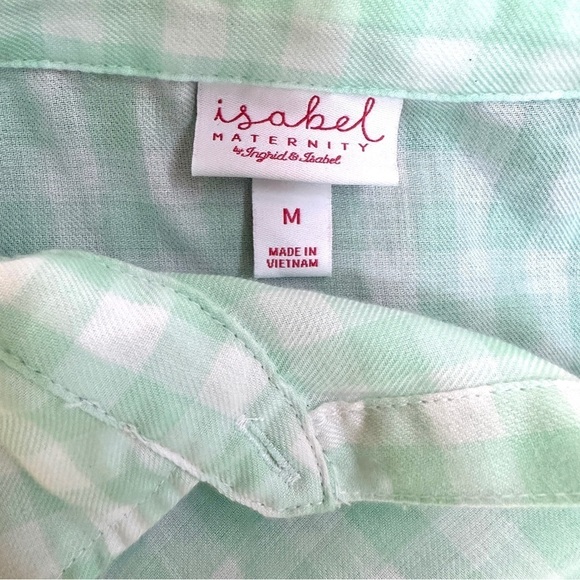 isabel
MATERNITY
by Ingrid & Isabel
M
MADE IN
VIETNAM